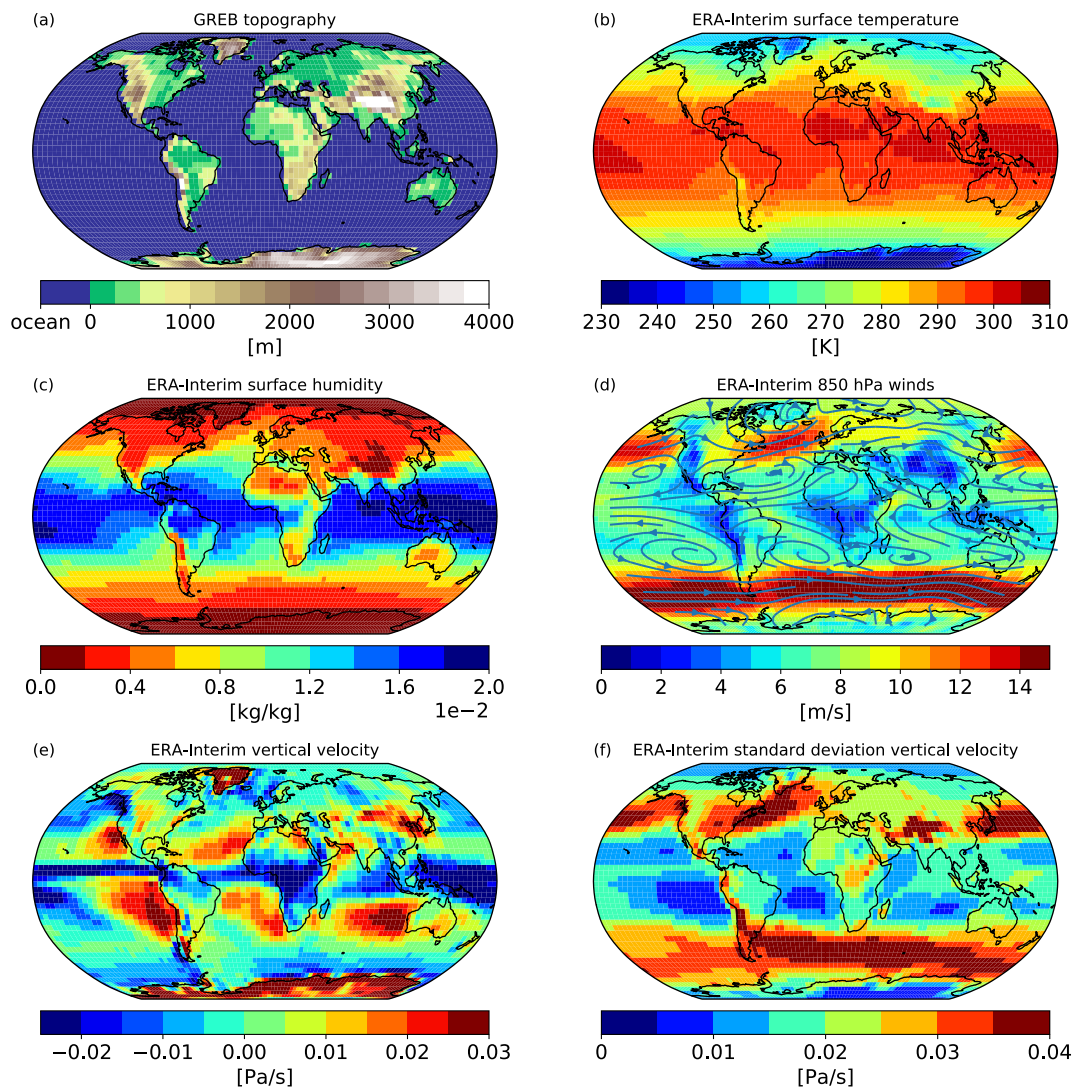 (a) GREB topography
ocean 0 1000 2000 3000 4000
[m]
(b) ERA-Interim surface temperature
230 240 250 260 270 280 290 300 310
[K]
(c) ERA-Interim surface humidity
0.0 0.4 0.8 1.2 1.6 2.0
[kg/kg] 1e−2
(d) ERA-Interim 850 hPa winds
0 2 4 6 8 10 12 14
[m/s]
(e) ERA-Interim vertical velocity
−0.02 −0.01 0.00 0.01 0.02 0.03
[Pa/s]
(f) ERA-Interim standard deviation vertical velocity
0 0.01 0.02 0.03 0.04
[Pa/s]